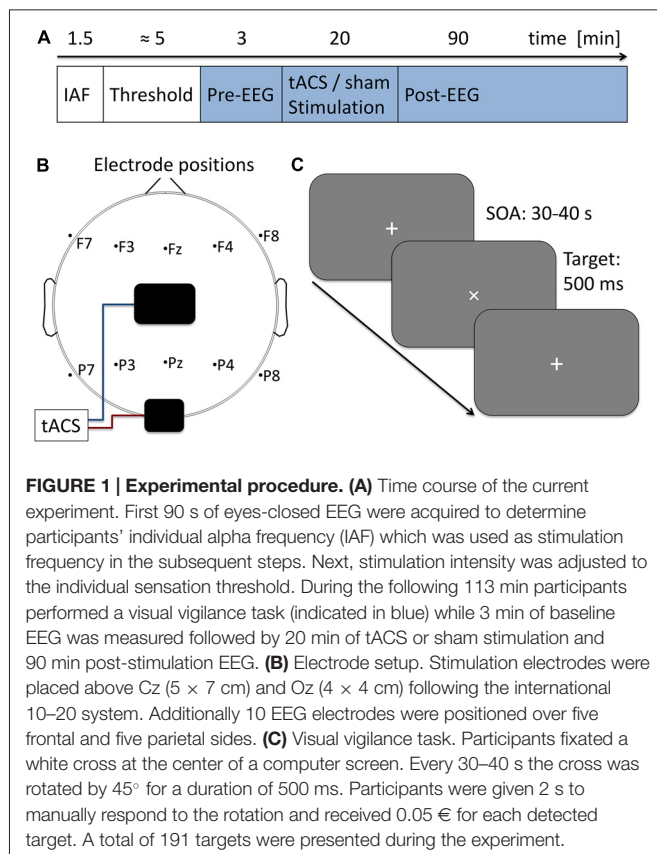 A
1.5 ≈ 5 3 20 90 time [min]
IAF Threshold Pre-EEG tACS / sham Stimulation Post-EEG
B Electrode positions
F7 F3 Fz F4 F8
P7 P3 Pz P4 P8
tACS
C
SOA: 30-40 s
Target:
500 ms
FIGURE 1 | Experimental procedure. (A) Time course of the current
experiment. First 90 s of eyes-closed EEG were acquired to determine
participants' individual alpha frequency (IAF) which was used as stimulation
frequency in the subsequent steps. Next, stimulation intensity was adjusted to
the individual sensation threshold. During the following 113 min participants
performed a visual vigilance task (indicated in blue) while 3 min of baseline
EEG was measured followed by 20 min of tACS or sham stimulation and
90 min post-stimulation EEG. (B) Electrode setup. Stimulation electrodes were
placed above Cz (5 × 7 cm) and Oz (4 × 4 cm) following the international
10–20 system. Additionally 10 EEG electrodes were positioned over five
frontal and five parietal sides. (C) Visual vigilance task. Participants fixated a
white cross at the center of a computer screen. Every 30–40 s the cross was
rotated by 45° for a duration of 500 ms. Participants were given 2 s to
manually respond to the rotation and received 0.05 € for each detected
target. A total of 191 targets were presented during the experiment.